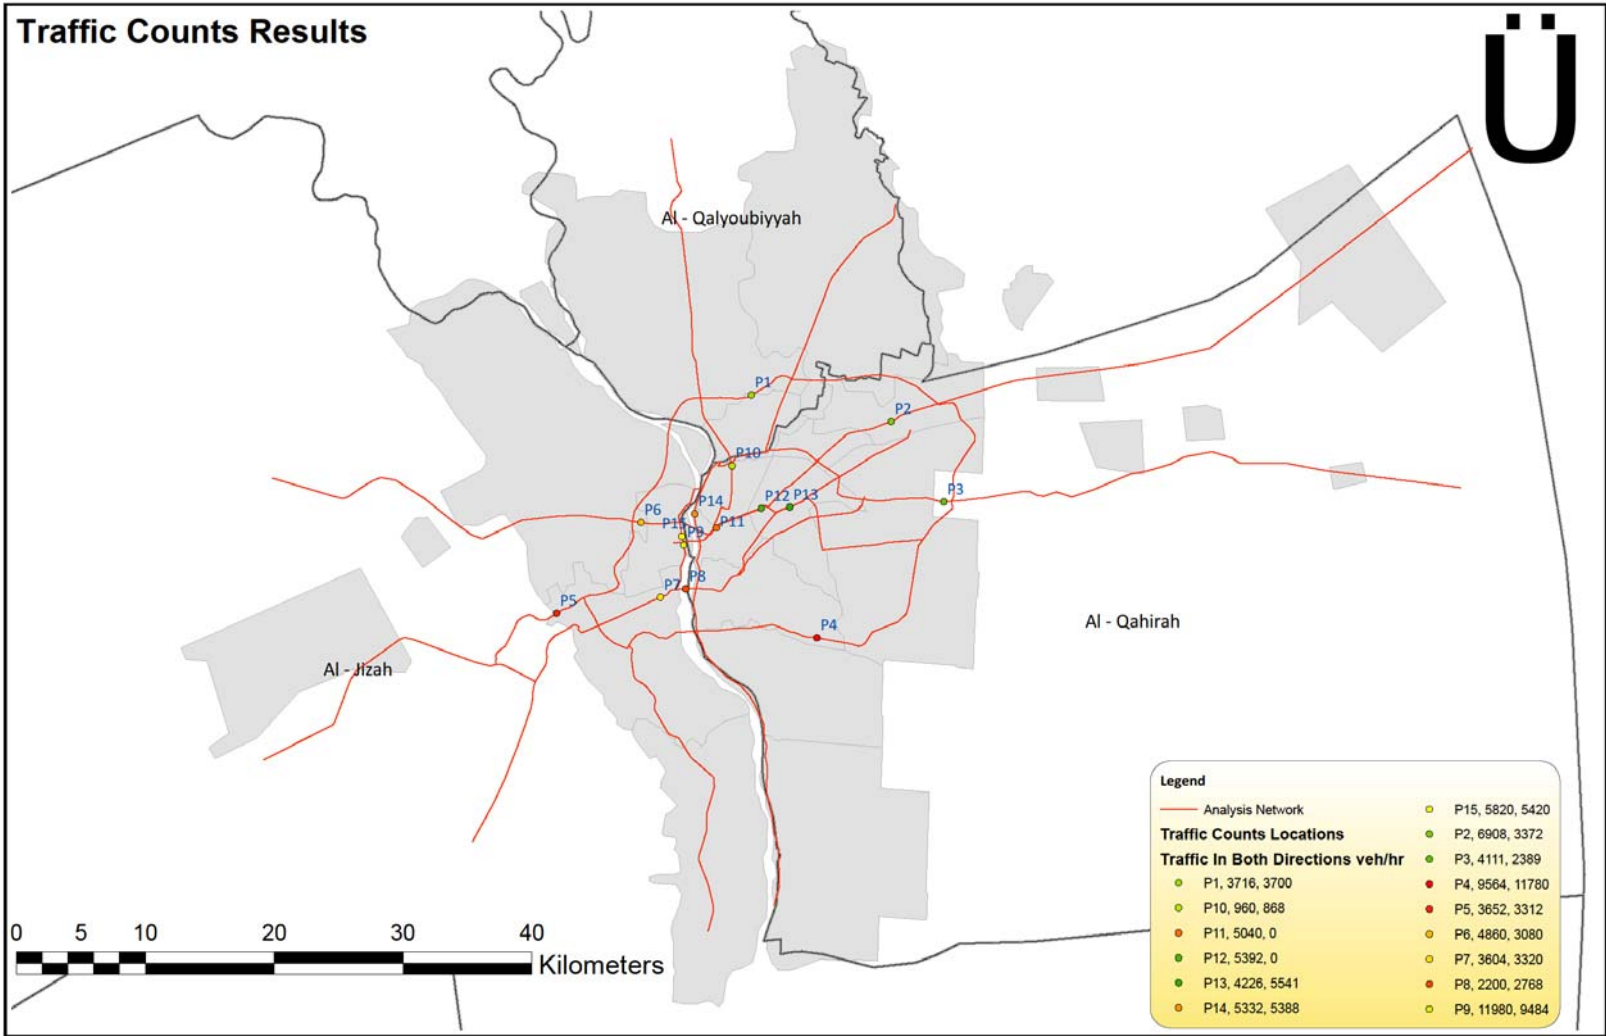 Traffic Counts Results
Ü
Al - Qalyoubiyyah
P1
P2
P10
P3
P12
P13
P14
P6
P11
P15
P9
P8
P7
P5
P4
Al - Qahirah
Al - Jizah
Legend
Analysis Network
Traffic Counts Locations
Traffic In Both Directions veh/hr
P1, 3716, 3700
P10, 960, 868
P11, 5040, 0
P12, 5392, 0
P13, 4226, 5541
P14, 5332, 5388
P15, 5820, 5420
P2, 6908, 3372
P3, 4111, 2389
P4, 9564, 11780
P5, 3652, 3312
P6, 4860, 3080
P7, 3604, 3320
P8, 2200, 2768
P9, 11980, 9484
0 5 10 20 30 40
Kilometers